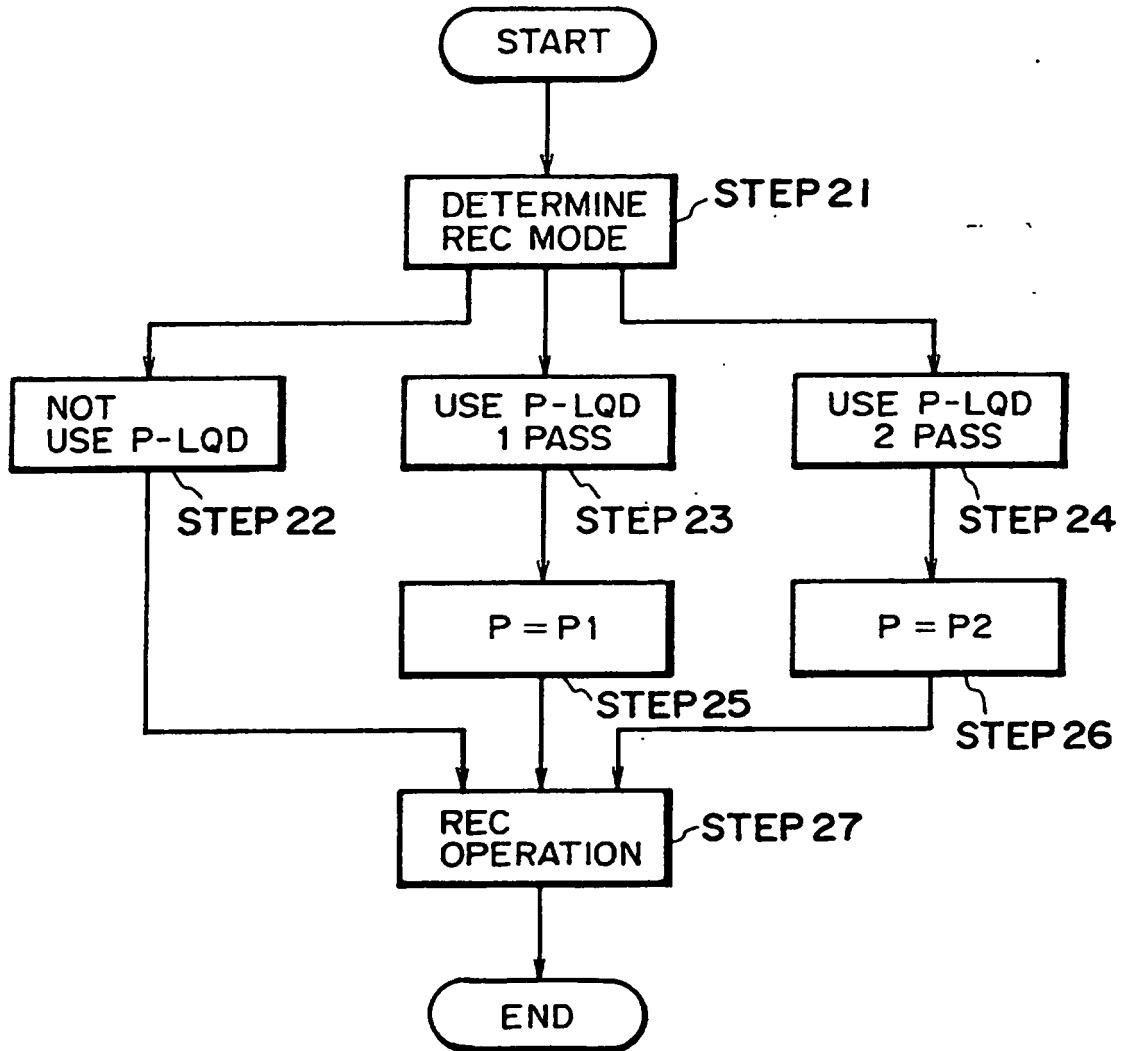 START
DETERMINE
REC MODE
STEP 21
NOT
USE P-LQD
STEP 22
USE P-LQD
1 PASS
STEP 23
USE P-LQD
2 PASS
STEP 24
P = P1
STEP 25
P = P2
STEP 26
REC
OPERATION
STEP 27
END